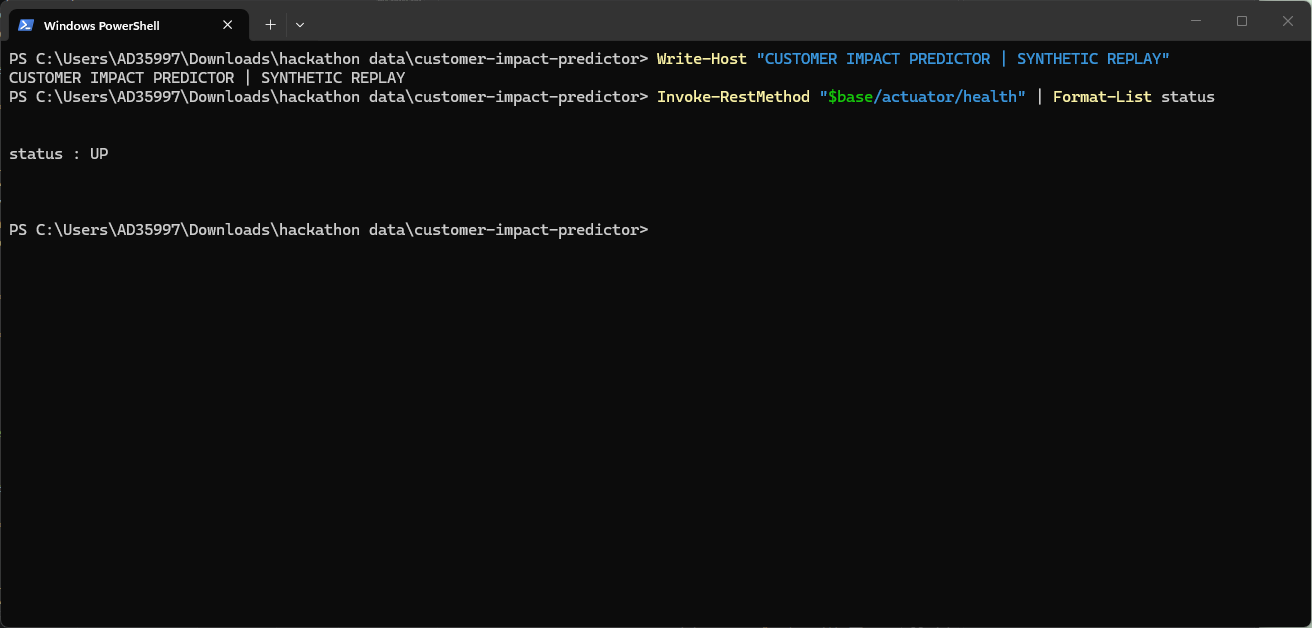 Windows PowerShell
PS C:\Users\AD35997\Downloads\hackathon data\customer-impact-predictor> Write-Host "CUSTOMER IMPACT PREDICTOR | SYNTHETIC REPLAY"
CUSTOMER IMPACT PREDICTOR | SYNTHETIC REPLAY
PS C:\Users\AD35997\Downloads\hackathon data\customer-impact-predictor> Invoke-RestMethod "$base/actuator/health" | Format-List status
status : UP
PS C:\Users\AD35997\Downloads\hackathon data\customer-impact-predictor>